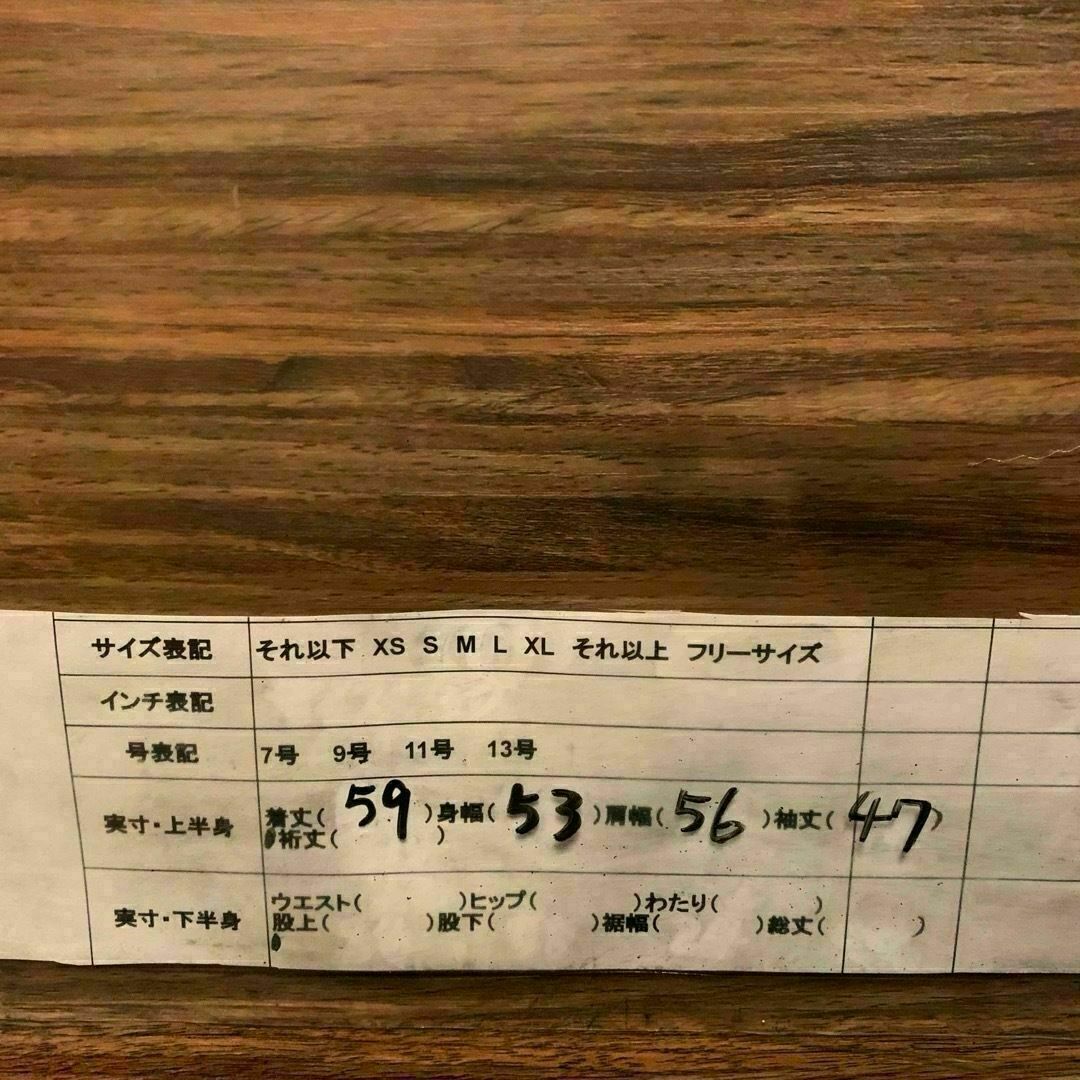 サイズ表記 それ以下 XS S M L XL それ以上 フリーサイズ
インチ表記
号表記 7号 9号 11号 13号
実寸・上半身 着丈( 59 )身幅( 53 )肩幅( 56 )袖丈( 47 )
裄丈( )
実寸・下半身 ウエスト( )ヒップ( )わたり( )
股上( )股下( )裾幅( )総丈( )